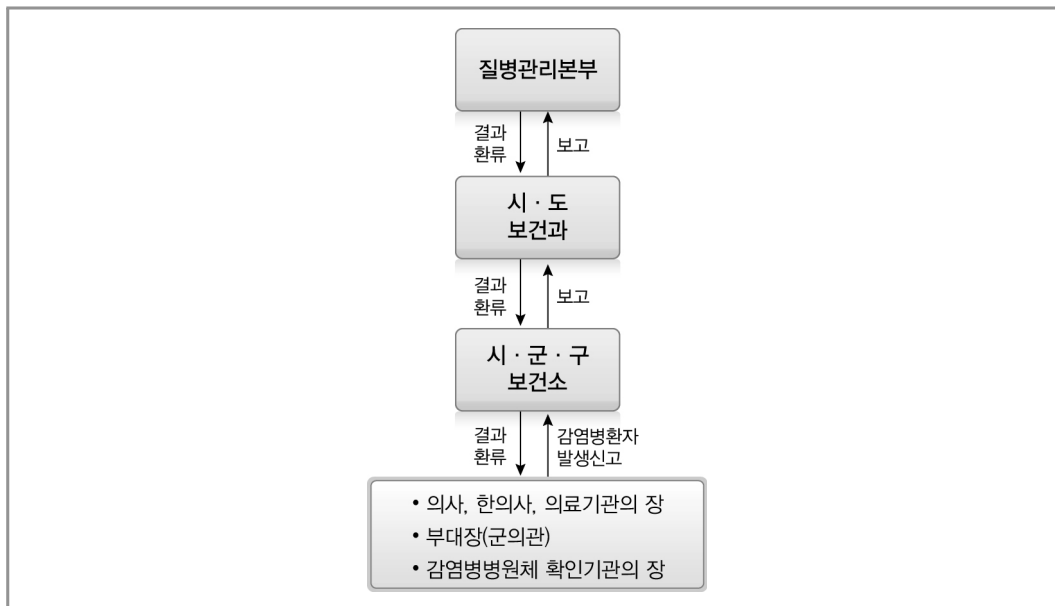 질병관리본부
결과
환류
보고
시 · 도
보건과
결과
환류
보고
시 · 군 · 구
보건소
결과
환류
감염병환자
발생신고
• 의사, 한의사, 의료기관의 장
• 부대장(군의관)
• 감염병병원체 확인기관의 장